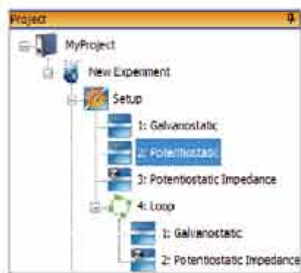 Project
MyProject
New Experiment
Setup
1: Galvanostatic
2: Potentiostatic
3: Potentiostatic Impedance
4: Loop
1: Galvanostatic
2: Potentiostatic Impedance